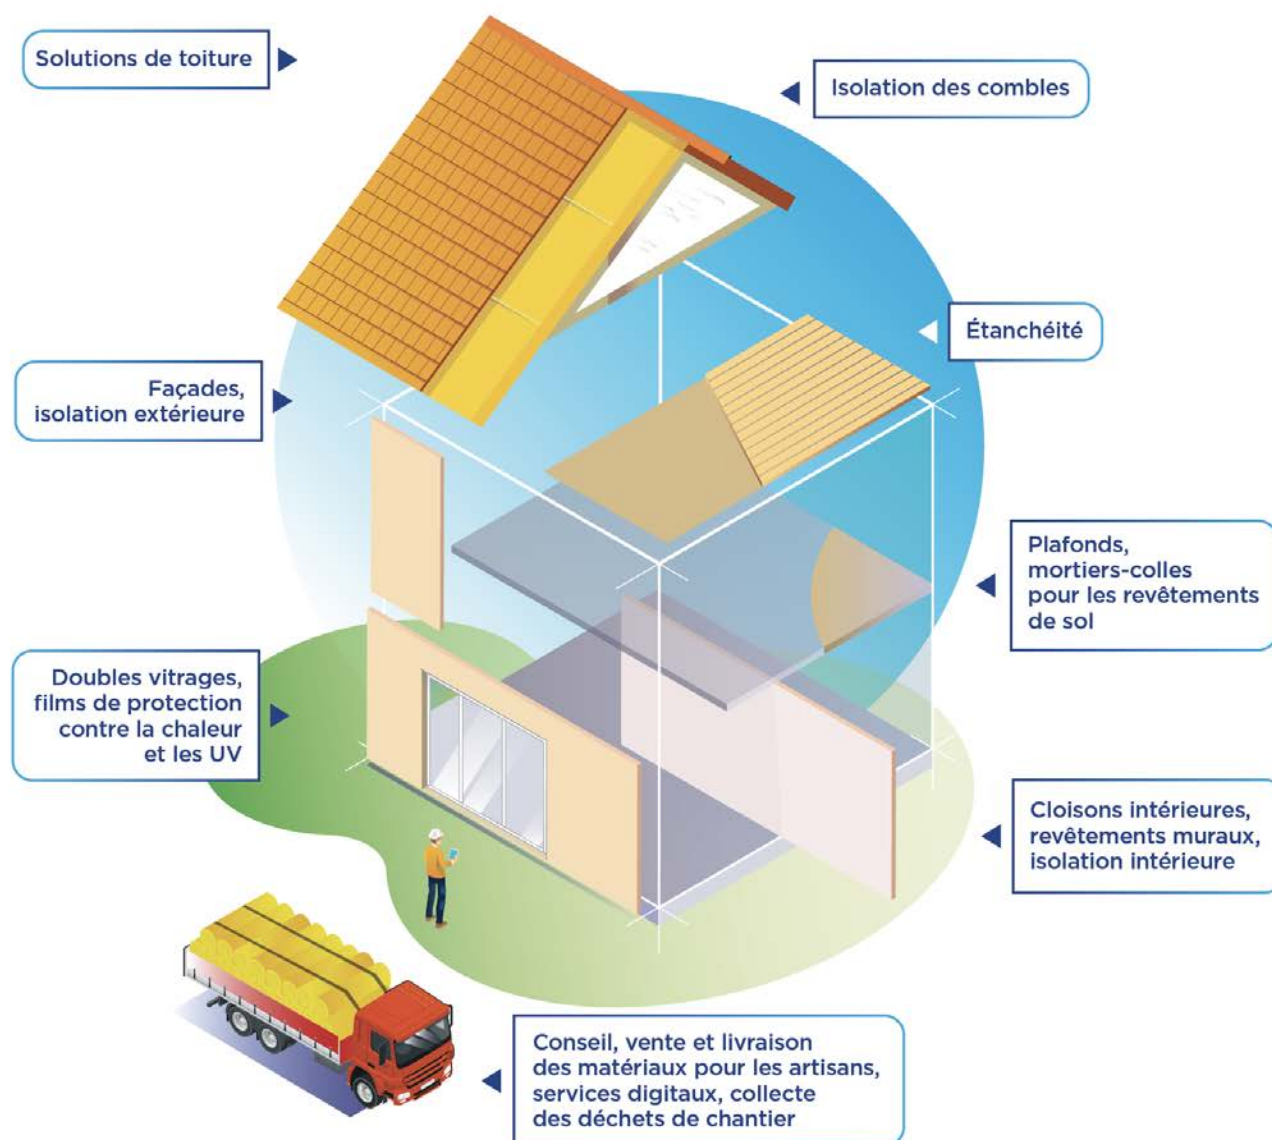 Solutions de toiture
Isolation des combles
Étanchéité
Façades,
isolation extérieure
Plafonds,
mortiers-colles
pour les revêtements
de sol
Doubles vitrages,
films de protection
contre la chaleur
et les UV
Cloisons intérieures,
revêtements muraux,
isolation intérieure
Conseil, vente et livraison
des matériaux pour les artisans,
services digitaux, collecte
des déchets de chantier